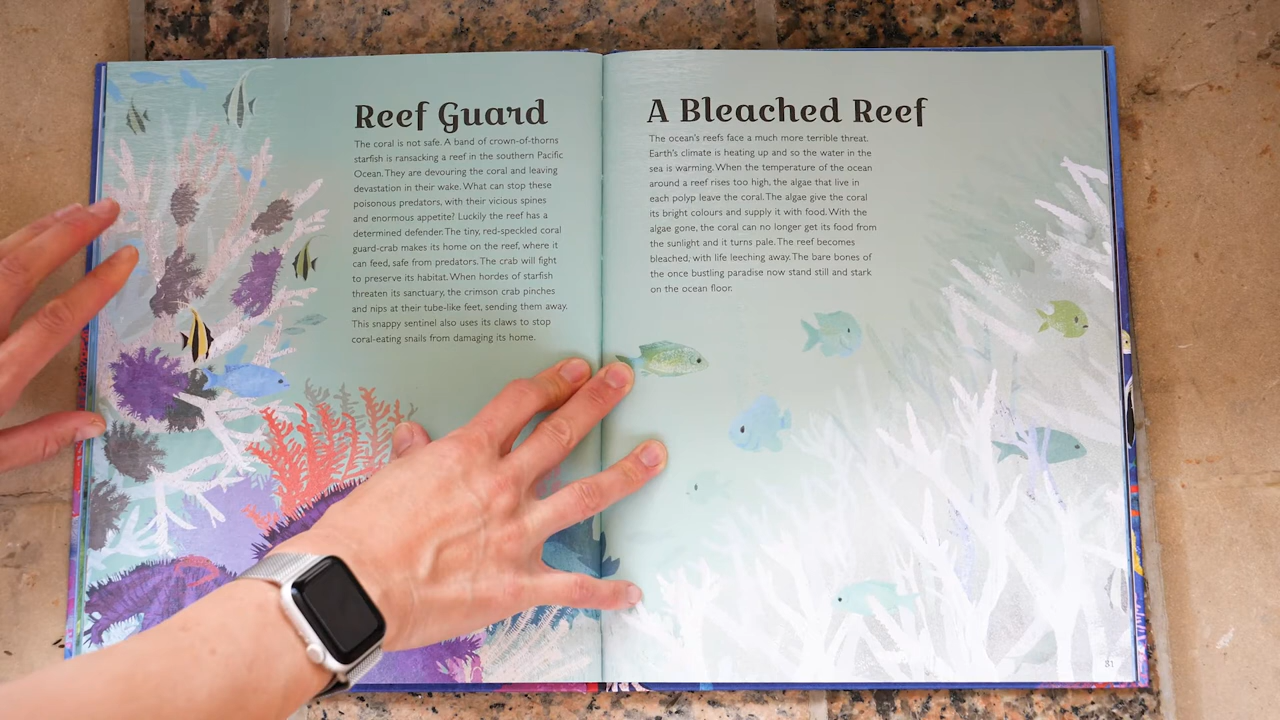 Reef Guard
The coral is not safe. A band of crown-of-thorns
starfish is ransacking a reef in the southern Pacific
Ocean. They are devouring the coral and leaving
devastation in their wake. What can stop these
poisonous predators, with their vicious spines
and enormous appetite? Luckily the reef has a
determined defender. The tiny, red-speckled coral
guard-crab makes its home on the reef, where it
can feed, safe from predators. The crab will fight
to preserve its habitat. When hordes of starfish
threaten its sanctuary, the crimson crab pinches
and nips at their tube-like feet, sending them away.
This snappy sentinel also uses its claws to stop
coral-eating snails from damaging its home.
A Bleached Reef
The ocean's reefs face a much more terrible threat.
Earth's climate is heating up and so the water in the
sea is warming. When the temperature of the ocean
around a reef rises too high, the algae that live in
each polyp leave the coral. The algae give the coral
its bright colours and supply it with food. With the
algae gone, the coral can no longer get its food from
the sunlight and it turns pale. The reef becomes
bleached, with life leeching away. The bare bones of
the once bustling paradise now stand still and stark
on the ocean floor.
31